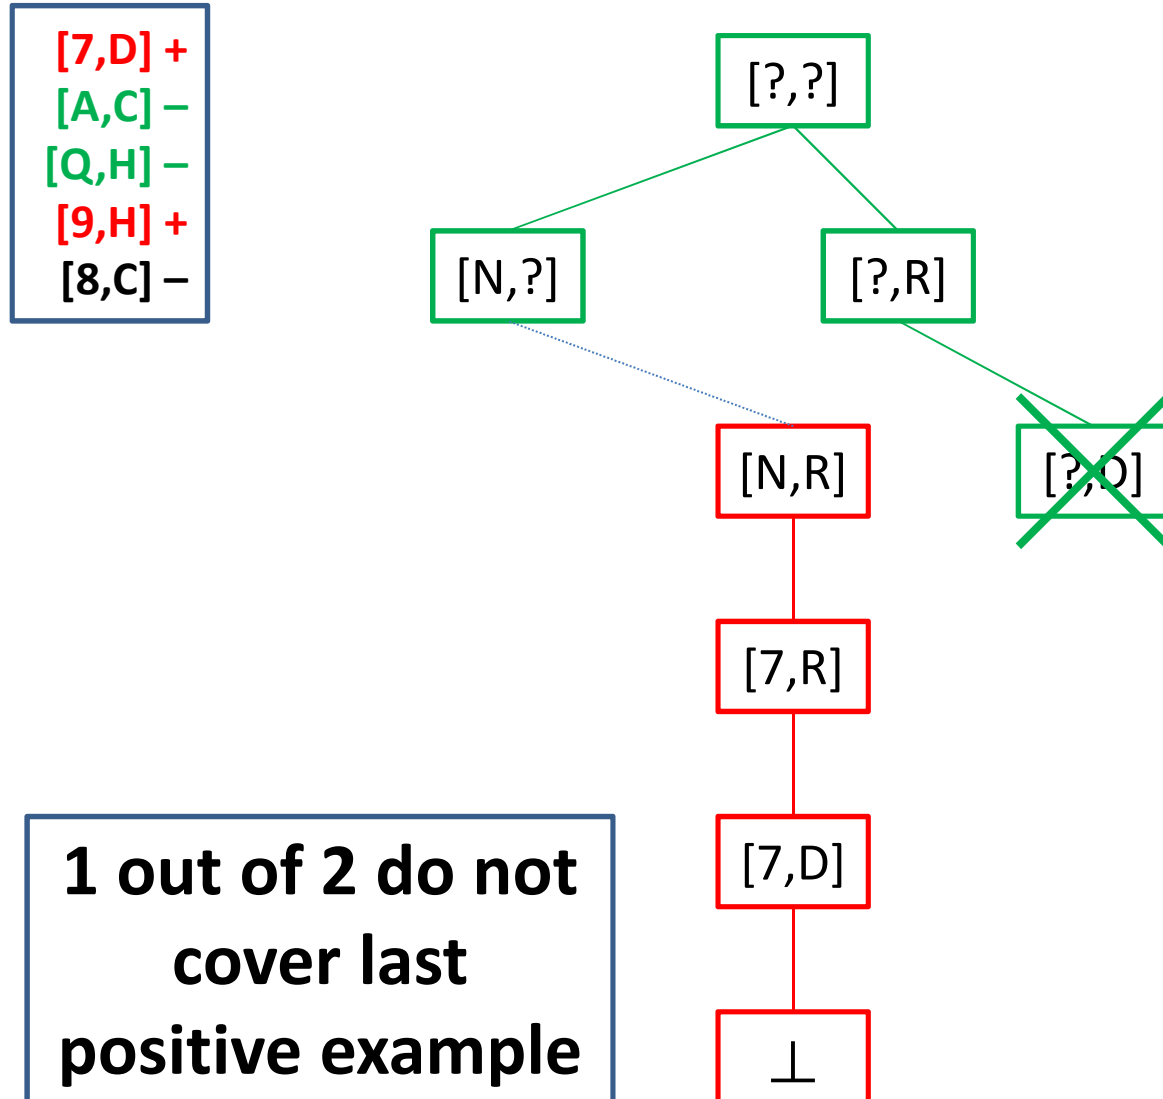 [7,D] +
[A,C] –
[Q,H] –
[9,H] +
[8,C] –
[?,?]
[N,?]
[?,R]
[N,R]
[?,D]
[7,R]
[7,D]
⊥
1 out of 2 do not
cover last
positive example